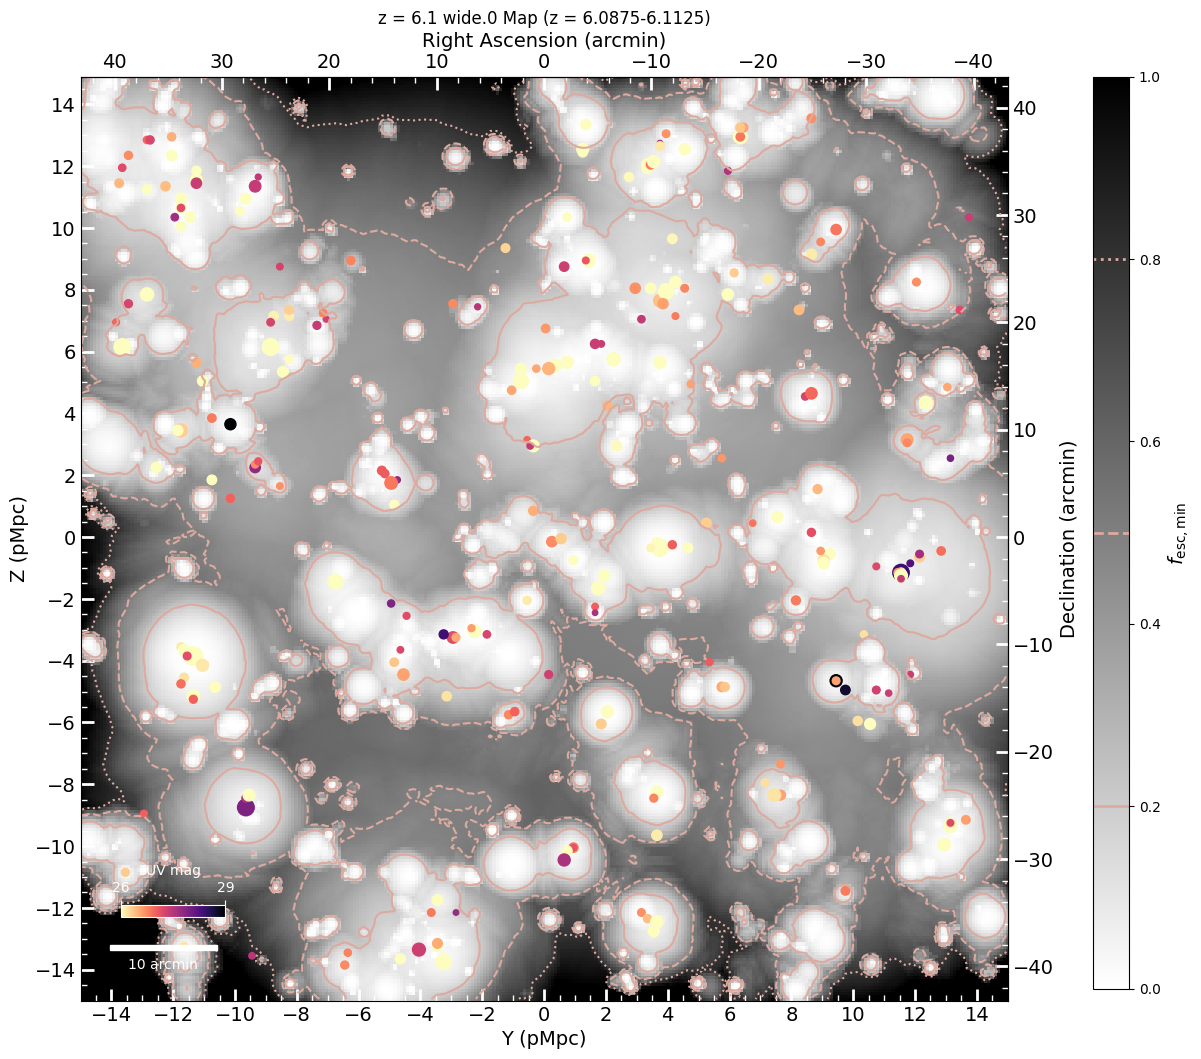 z = 6.1 wide.0 Map (z = 6.0875-6.1125)
Right Ascension (arcmin)
40 30 20 10 0 −10 −20 −30 −40
14 12 10 8 6 4 2 0 −2 −4 −6 −8 −10 −12 −14
Z (pMpc)
UV mag
26 29
10 arcmin
−14 −12 −10 −8 −6 −4 −2 0 2 4 6 8 10 12 14
Y (pMpc)
40 30 20 10 0 −10 −20 −30 −40
Declination (arcmin)
1.0 0.8 0.6 0.4 0.2 0.0
fesc,min